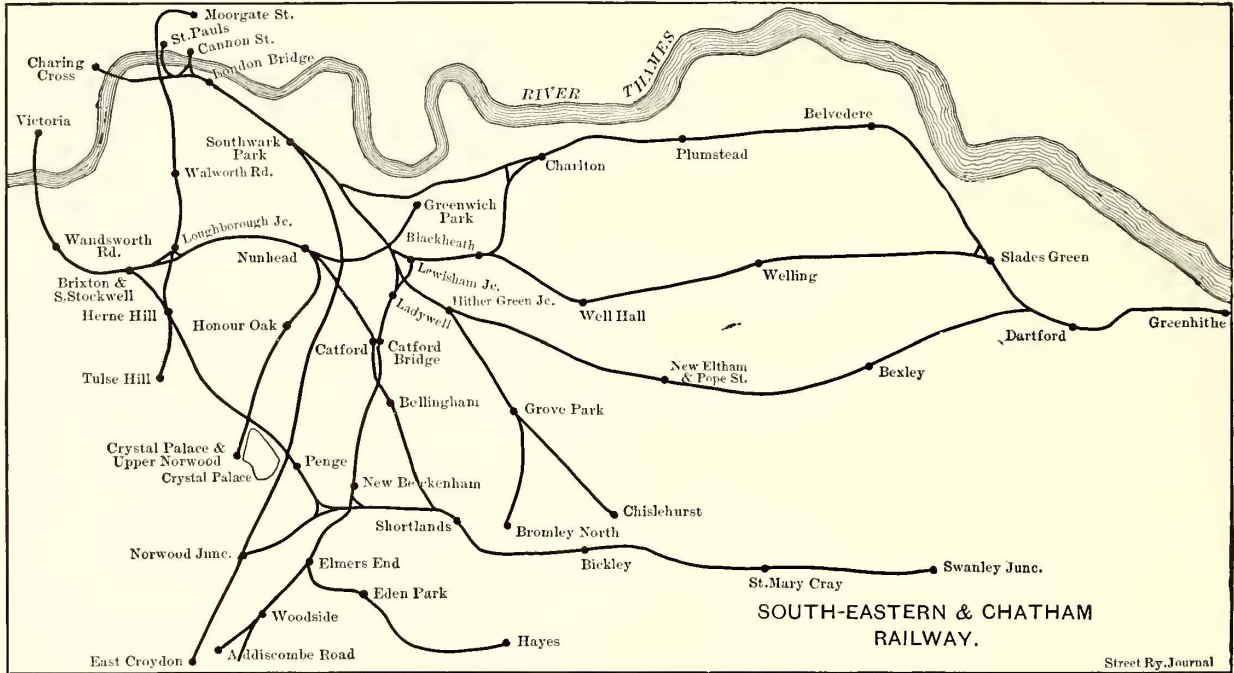 Moorgate St.
St.Pauls
Cannon St.
London Bridge
Charing
Cross
RIVER
THAMES
Victoria
Southwark
Park
Belvedere
Plumstead
Charlton
Walworth Rd.
Greenwich
Park
Loughborough Jc.
Wandsworth
Rd.
Nunhead
Blackheath
Lewisham Jc.
Welling
Slades Green
Brixton &
S.Stockwell
Hither Green Jc.
Ladywell
Well Hall
Herne Hill
Honour Oak
Catford
Catford
Bridge
Dartford
Greenhithe
Tulse Hill
New Eltham
& Pope St.
Bexley
Bellingham
Grove Park
Crystal Palace &
Upper Norwood
Crystal Palace
Penge
New Beckenham
Shortlands
Bromley North
Chislehurst
Norwood Junc.
Elmers End
Bickley
St.Mary Cray
Swanley Junc.
Eden Park
Woodside
Hayes
East Croydon
Addiscombe Road
SOUTH-EASTERN & CHATHAM
RAILWAY.
Street Ry.Journal